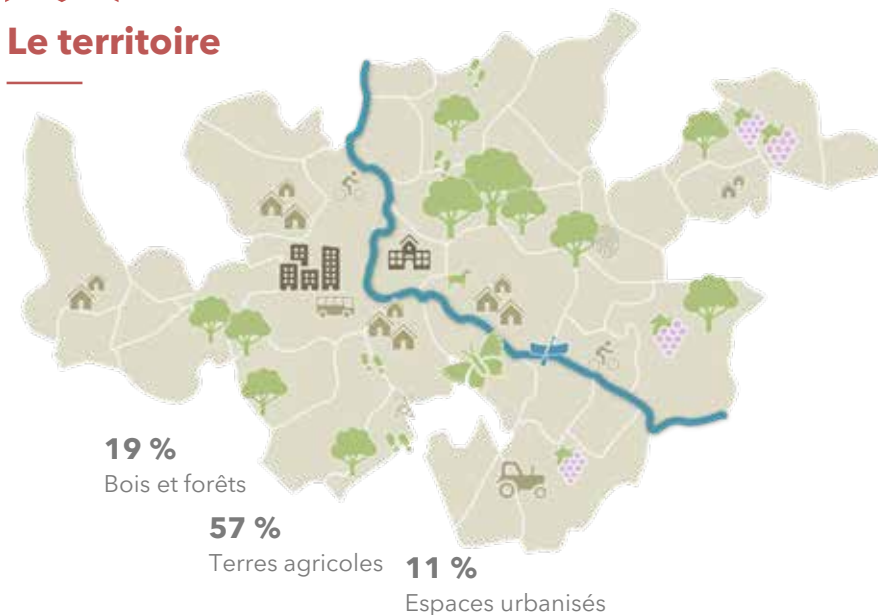 Le territoire
19 %
Bois et forêts
57 %
Terres agricoles
11 %
Espaces urbanisés